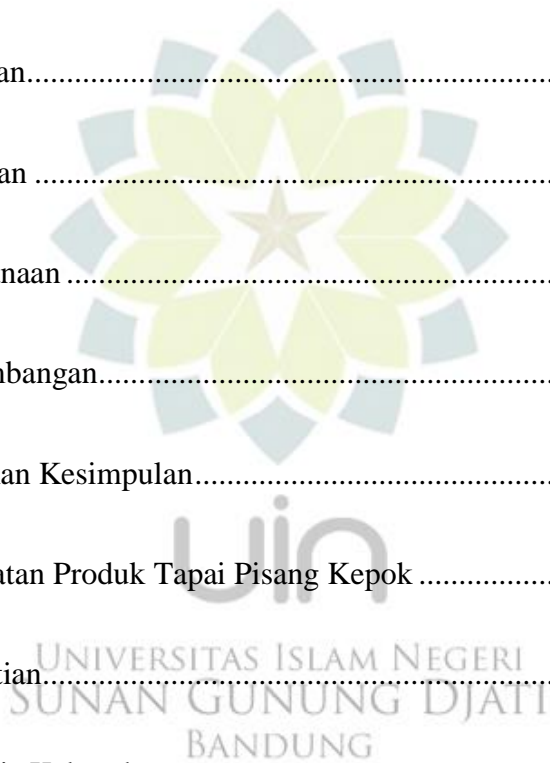 an..................................................................
an ................................................................
naan ............................................................
nbangan........................................................
an Kesimpulan.............................................
atan Produk Tapai Pisang Kepok .................
uin
UNIVERSITAS ISLAM NEGERI
tian................................................................
SUNAN GUNUNG DJATI
BANDUNG